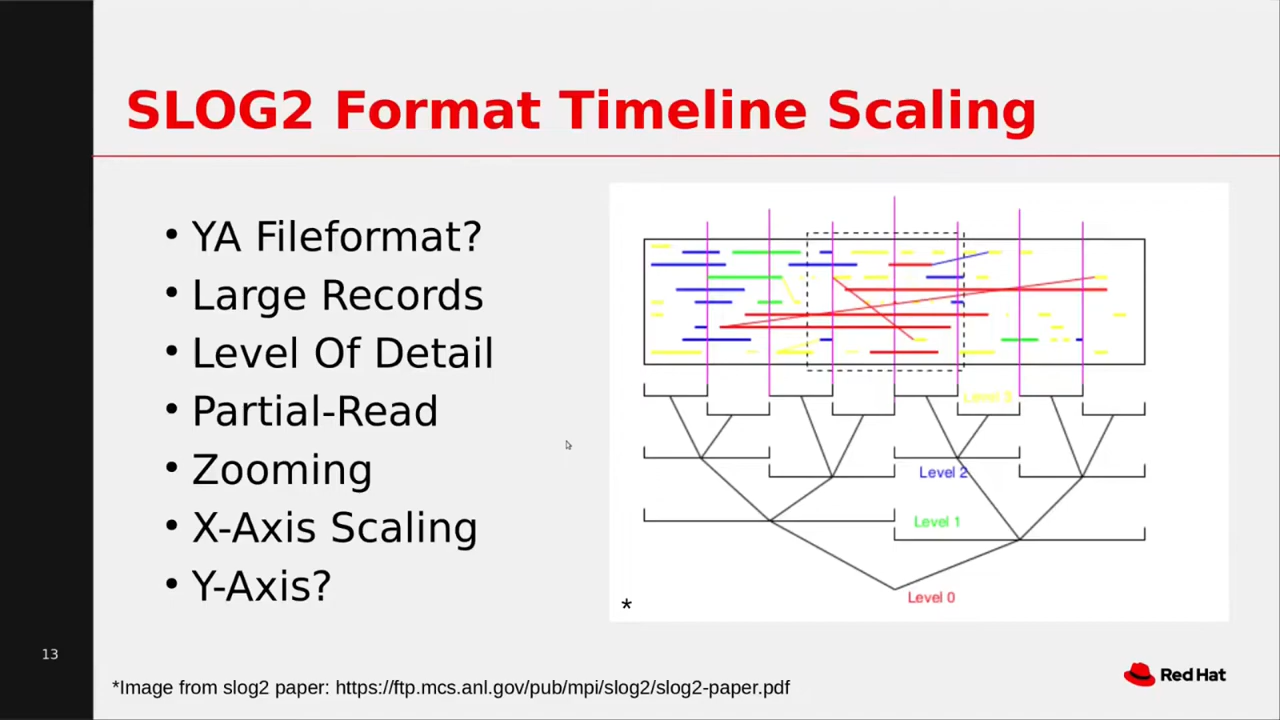 SLOG2 Format Timeline Scaling
• YA Fileformat?
• Large Records
• Level Of Detail
• Partial-Read
• Zooming
• X-Axis Scaling
• Y-Axis?
Level 3
Level 2
Level 1
Level 0
*
13
*Image from slog2 paper: https://ftp.mcs.anl.gov/pub/mpi/slog2/slog2-paper.pdf
Red Hat